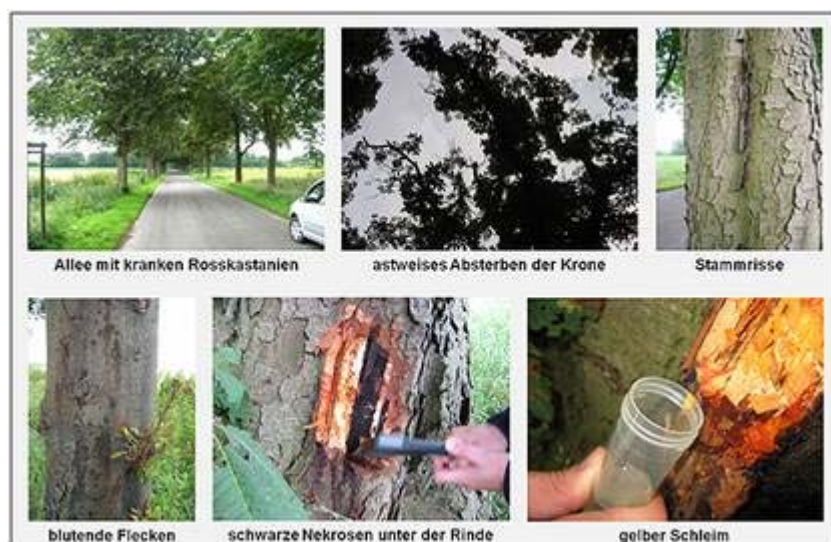 Allee mit kranken Rosskastanien
astweises Absterben der Krone
Stammrisse
blutende Flecken
schwarze Nekrosen unter der Rinde
gelber Schleim